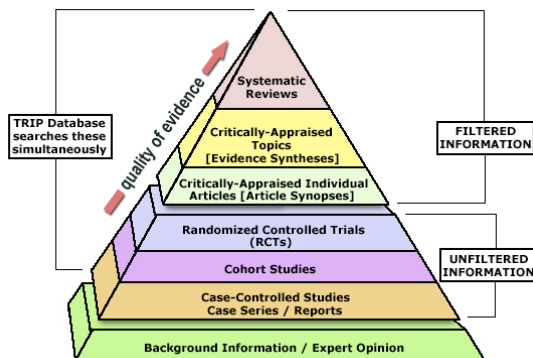 Systematic
Reviews
quality of evidence
TRIP Database
searches these
simultaneously
Critically-Appraised
Topics
[Evidence Syntheses]
FILTERED
INFORMATION
Critically-Appraised Individual
Articles [Article Synopses]
Randomized Controlled Trials
(RCTs)
UNFILTERED
INFORMATION
Cohort Studies
Case-Controlled Studies
Case Series / Reports
Background Information / Expert Opinion